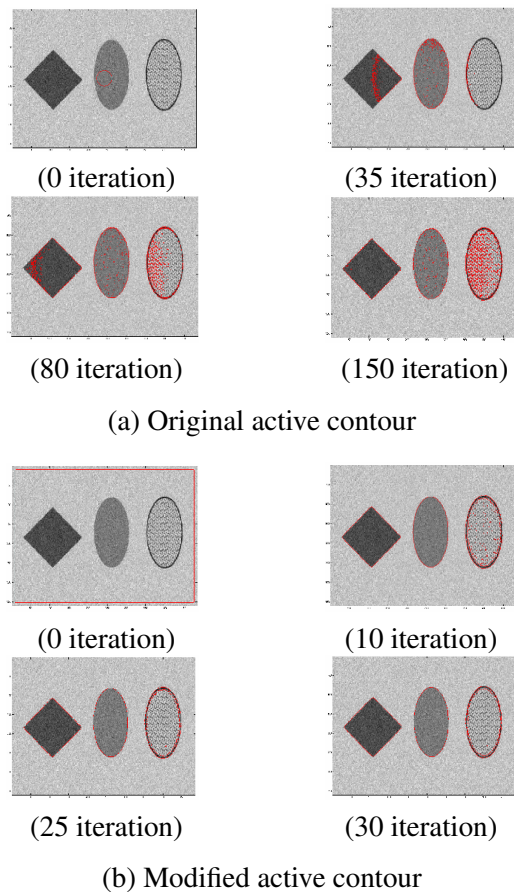 (0 iteration) (35 iteration)
(80 iteration) (150 iteration)
(a) Original active contour
(0 iteration) (10 iteration)
(25 iteration) (30 iteration)
(b) Modified active contour